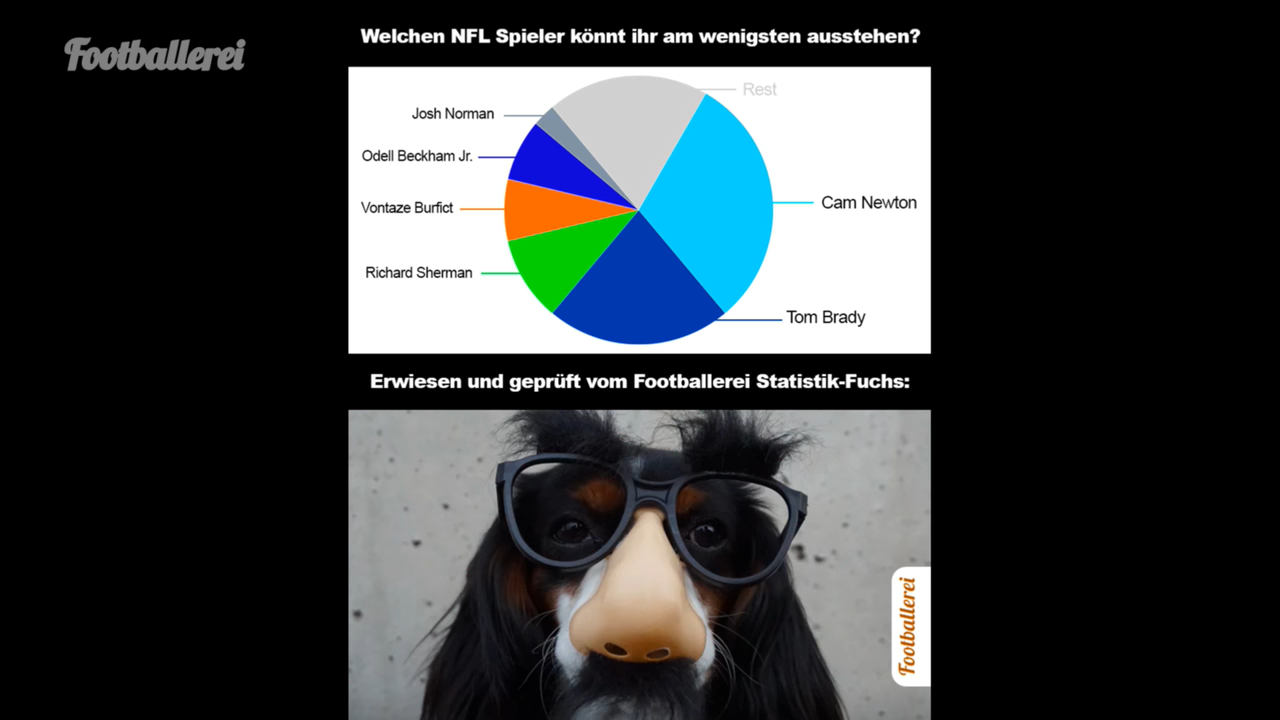 Footballerei
Welchen NFL Spieler könnt ihr am wenigsten ausstehen?
Rest
Josh Norman
Odell Beckham Jr.
Vontaze Burfict
Cam Newton
Richard Sherman
Tom Brady
Erwiesen und geprüft vom Footballerei Statistik-Fuchs:
Footballerei